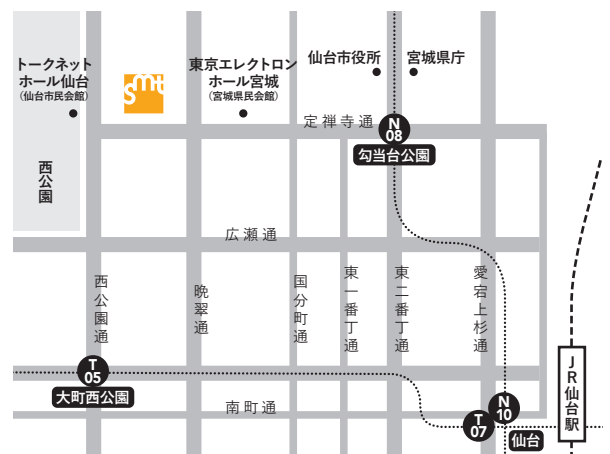 トークネット
ホール仙台
（仙台市民会館）
smt
東京エレクトロン
ホール宮城
（宮城県民会館）
仙台市役所
宮城県庁
定禅寺通
N
08
勾当台公園
西公園
広瀬通
西公園通
晩翠通
国分町通
東一番丁通
東二番丁通
愛宕上杉通
T
05
大町西公園
南町通
T
07
N
10
仙台
JR仙台駅